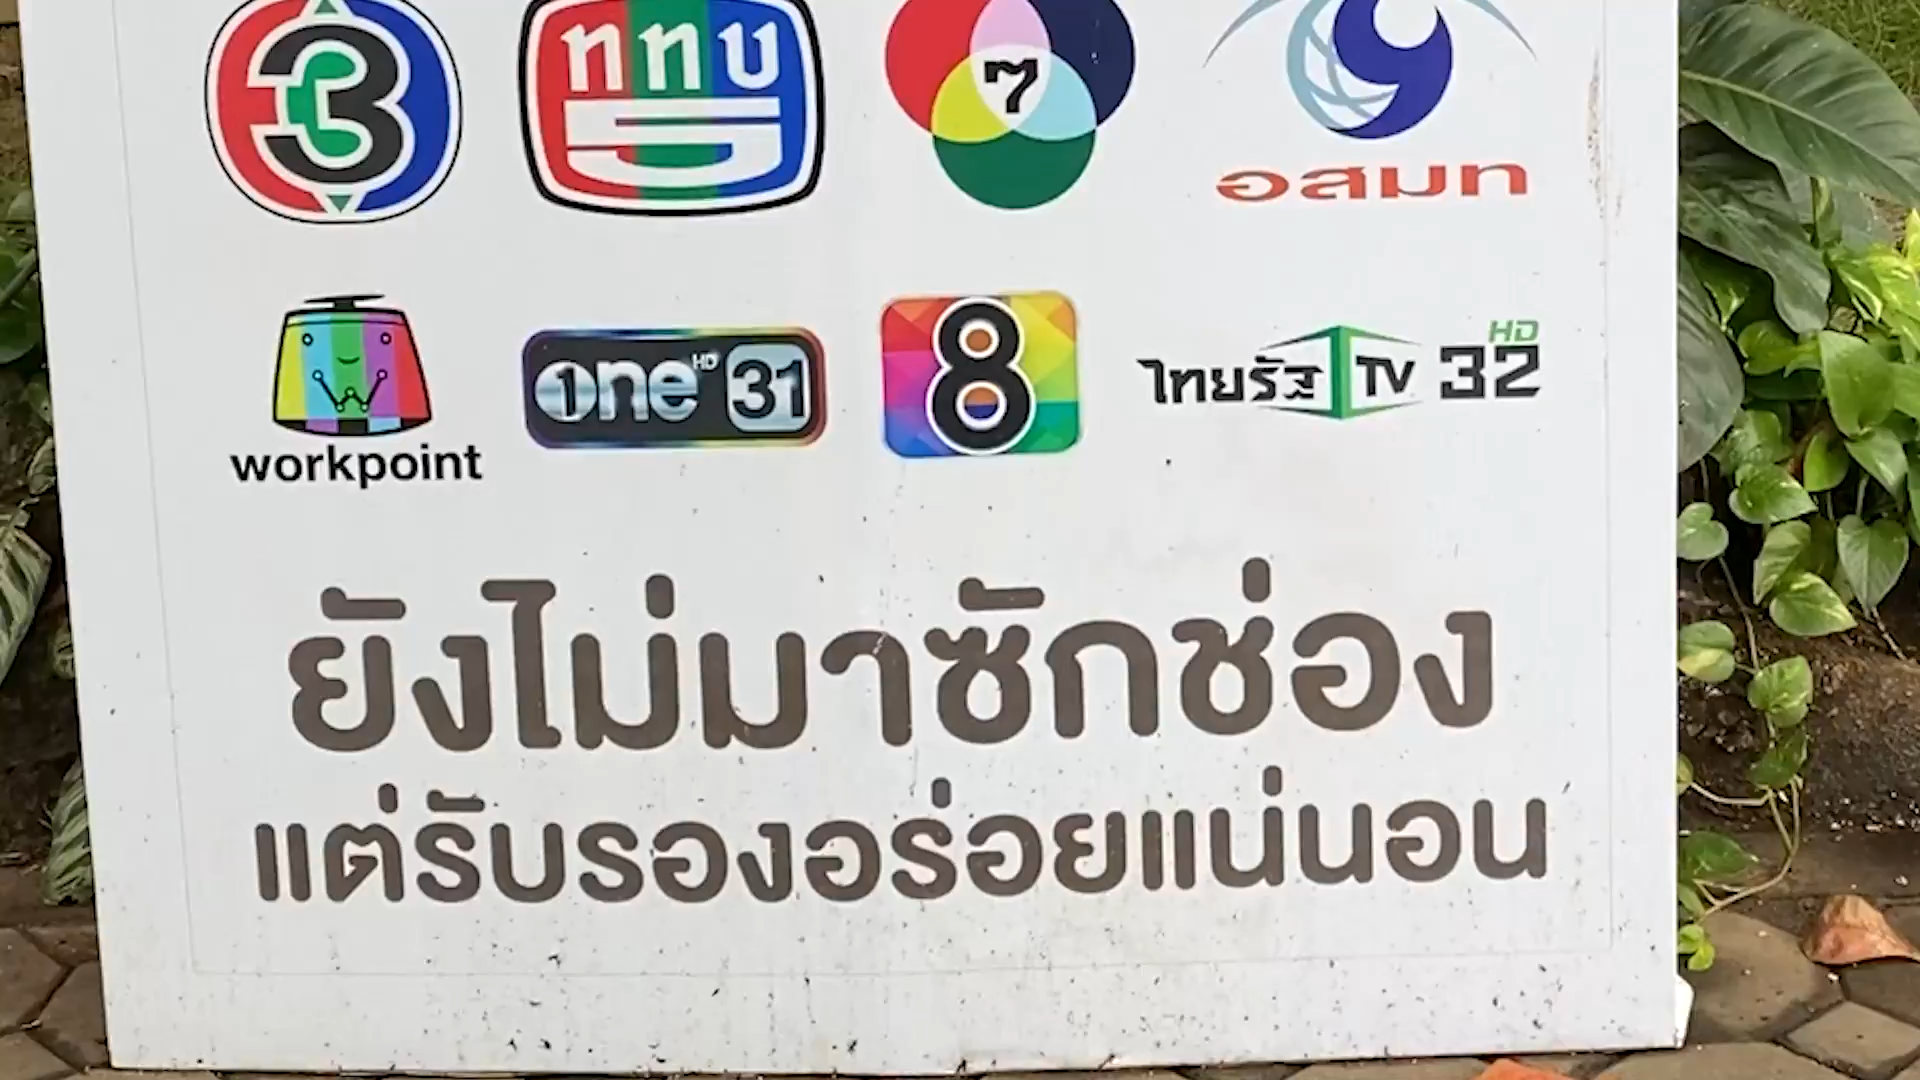 3 ททบ 5 7 อสมท
workpoint one HD 31 8 ไทยรัฐ TV HD 32
ยังไม่มาซักช่อง
แต่รับรองอร่อยแน่นอน